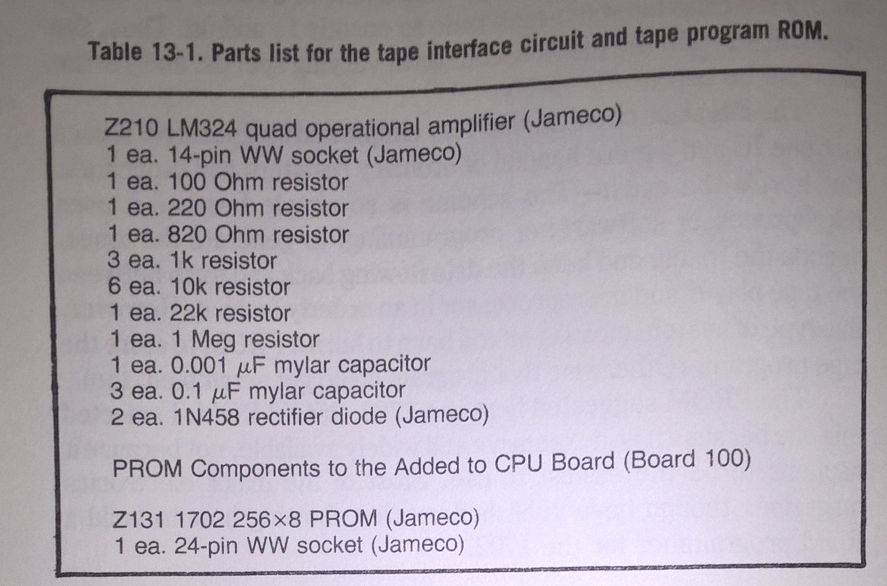 Table 13-1. Parts list for the tape interface circuit and tape program ROM.
Z210 LM324 quad operational amplifier (Jameco)
1 ea. 14-pin WW socket (Jameco)
1 ea. 100 Ohm resistor
1 ea. 220 Ohm resistor
1 ea. 820 Ohm resistor
3 ea. 1k resistor
6 ea. 10k resistor
1 ea. 22k resistor
1 ea. 1 Meg resistor
1 ea. 0.001 μF mylar capacitor
3 ea. 0.1 μF mylar capacitor
2 ea. 1N458 rectifier diode (Jameco)
PROM Components to the Added to CPU Board (Board 100)
Z131 1702 256×8 PROM (Jameco)
1 ea. 24-pin WW socket (Jameco)